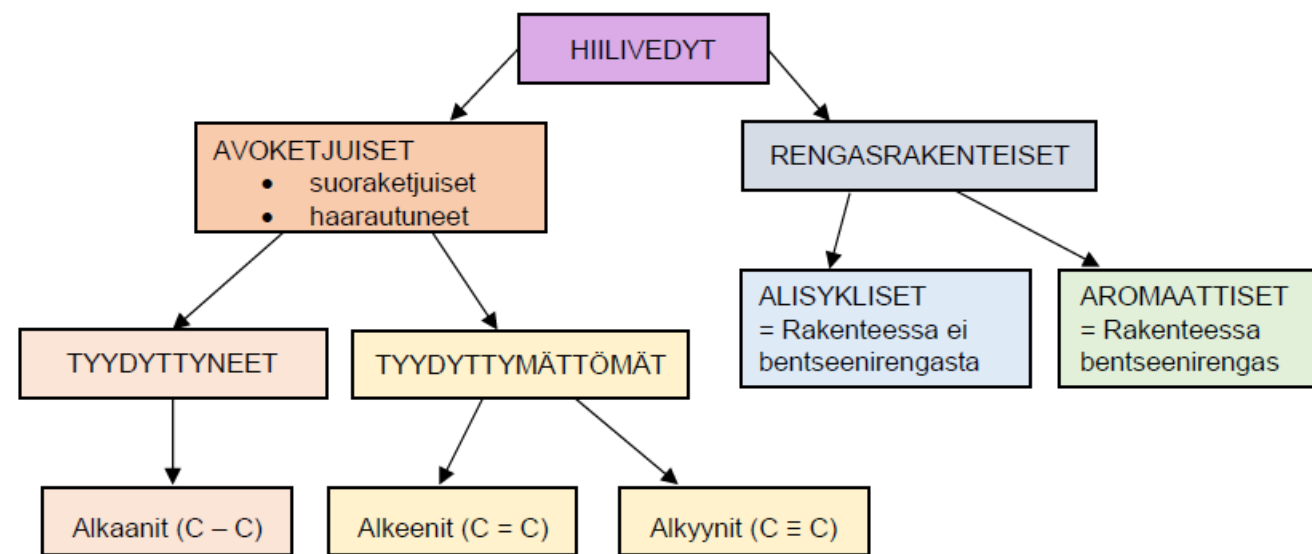 HIILIVEDYT
AVOKETJUISET
• suoraketjuiset
• haarautuneet
RENGASRAKENTEISET
ALISYKLISET
= Rakenteessa ei
bentseenirengasta
AROMAATTISET
= Rakenteessa
bentseenirengas
TYYDYTTYNEET
TYYDYTTYMÄTTÖMÄT
Alkaanit (C – C)
Alkeenit (C = C)
Alkyynit (C ≡ C)